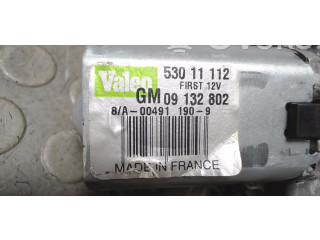 Valeo
530 11 112
FIRST 12V
GM 09 132 802
8/A-00491 190-9
MADE IN FRANCE